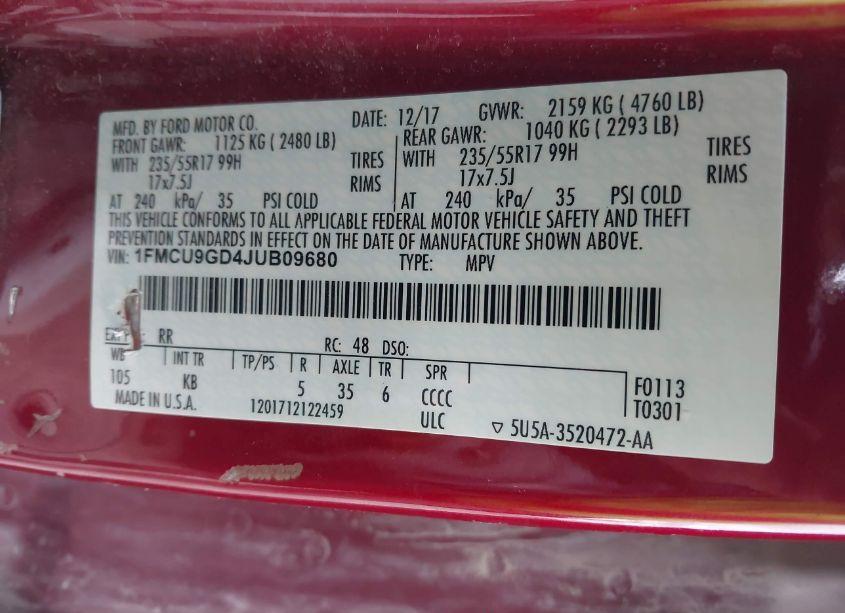 MFD. BY FORD MOTOR CO.
DATE: 12/17 GVWR: 2159 KG ( 4760 LB)
FRONT GAWR: 1125 KG ( 2480 LB)
REAR GAWR: 1040 KG ( 2293 LB)
WITH 235/55R17 99H TIRES
WITH 235/55R17 99H TIRES
17x7.5J RIMS
17x7.5J RIMS
AT 240 kPa/ 35 PSI COLD
AT 240 kPa/ 35 PSI COLD
THIS VEHICLE CONFORMS TO ALL APPLICABLE FEDERAL MOTOR VEHICLE SAFETY AND THEFT
PREVENTION STANDARDS IN EFFECT ON THE DATE OF MANUFACTURE SHOWN ABOVE.
VIN: 1FMCU9GD4JUB09680 TYPE: MPV
RR RC: 48 DSO:
WB INT TR TP/PS R AXLE TR SPR
105 KB 5 35 6 CCCC
F0113
T0301
MADE IN U.S.A. 1201712122459 ULC ▽ 5U5A-3520472-AA